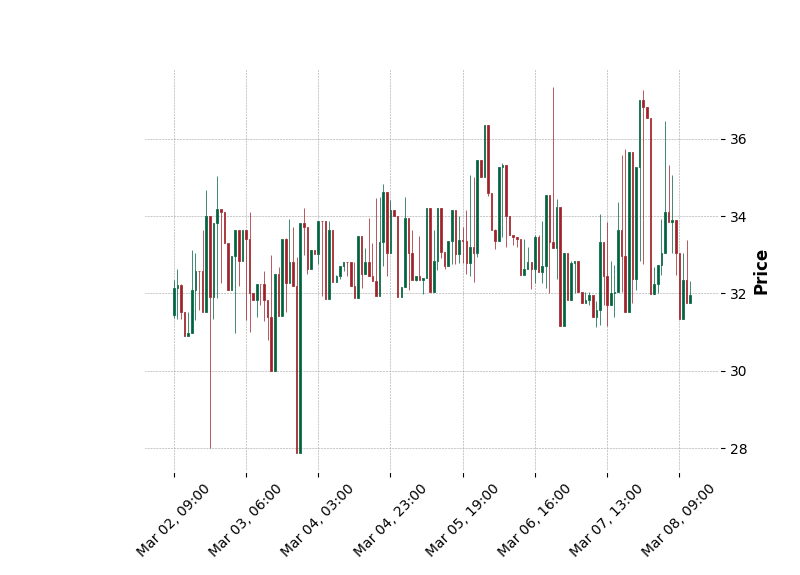 36
34
32
30
28
Price
Mar 02, 09:00
Mar 03, 06:00
Mar 04, 03:00
Mar 04, 23:00
Mar 05, 19:00
Mar 06, 16:00
Mar 07, 13:00
Mar 08, 09:00